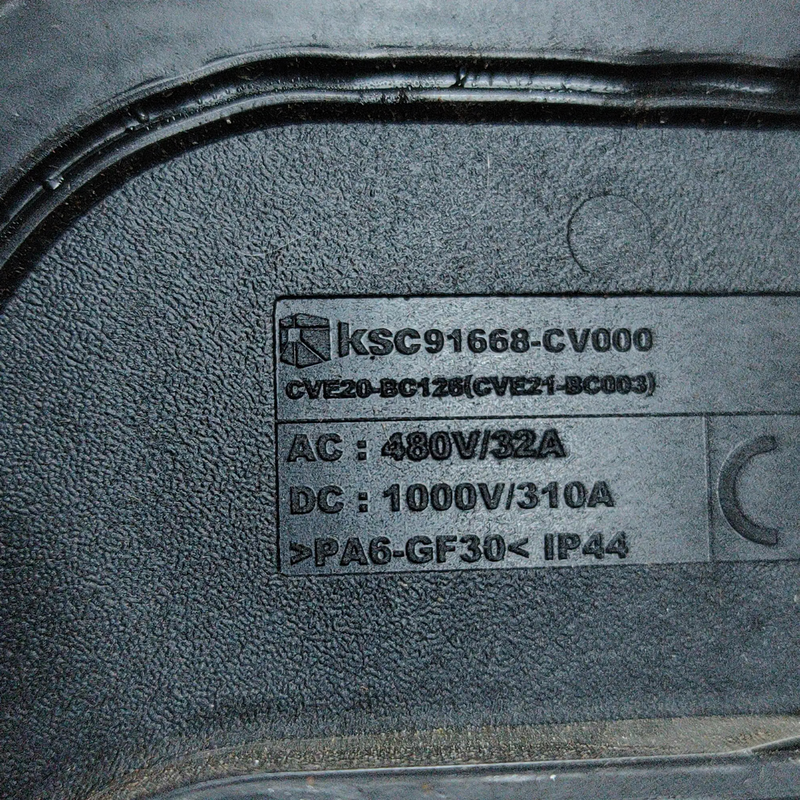 KSC91668-CV000
CVE20-BC126(CVE21-BC003)
AC : 480V/32A
DC : 1000V/310A
>PA6-GF30< IP44